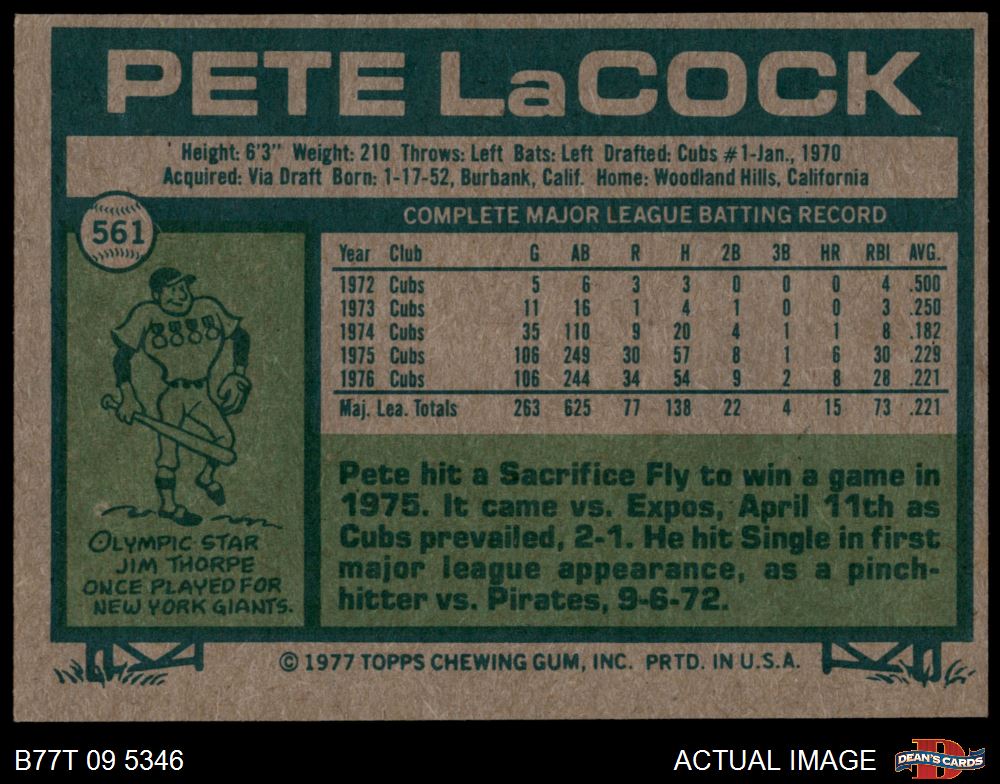 PETE LaCOCK
Height: 6'3" Weight: 210 Throws: Left Bats: Left Drafted: Cubs #1-Jan., 1970
Acquired: Via Draft Born: 1-17-52, Burbank, Calif. Home: Woodland Hills, California
561
COMPLETE MAJOR LEAGUE BATTING RECORD
Year Club G AB R H 2B 3B HR RBI AVG.
1972 Cubs 5 6 3 3 0 0 0 4 .500
1973 Cubs 11 16 1 4 1 0 0 3 .250
1974 Cubs 35 110 9 20 4 1 1 8 .182
1975 Cubs 106 249 30 57 8 1 6 30 .229
1976 Cubs 106 244 34 54 9 2 8 28 .221
Maj. Lea. Totals 263 625 77 138 22 4 15 73 .221
OLYMPIC STAR
JIM THORPE
ONCE PLAYED FOR
NEW YORK GIANTS.
Pete hit a Sacrifice Fly to win a game in
1975. It came vs. Expos, April 11th as
Cubs prevailed, 2-1. He hit Single in first
major league appearance, as a pinch-
hitter vs. Pirates, 9-6-72.
© 1977 TOPPS CHEWING GUM, INC. PRTD. IN U.S.A.
B77T 09 5346
ACTUAL IMAGE
D
DEAN'S CARDS